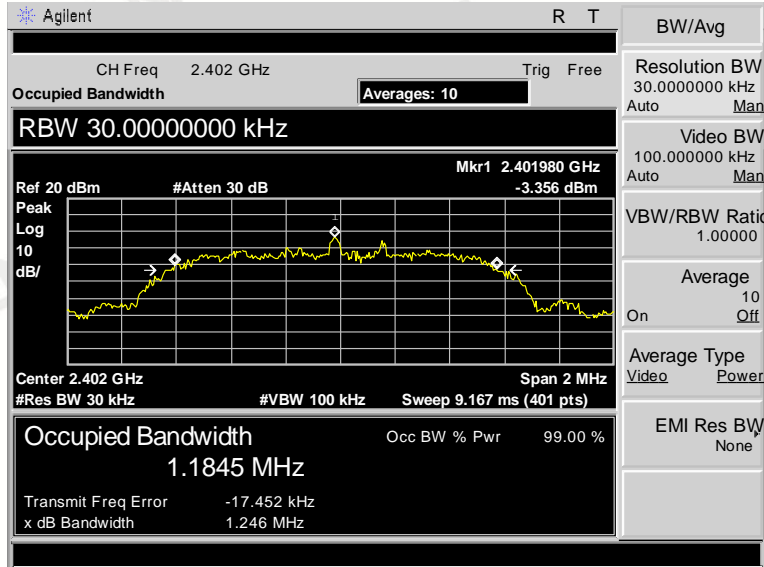 Agilent R T
CH Freq 2.402 GHz Trig Free
Occupied Bandwidth Averages: 10
RBW 30.00000000 kHz
Mkr1 2.401980 GHz
Ref 20 dBm #Atten 30 dB -3.356 dBm
Peak
Log
10
dB/
1
Center 2.402 GHz Span 2 MHz
#Res BW 30 kHz #VBW 100 kHz Sweep 9.167 ms (401 pts)
Occupied Bandwidth Occ BW % Pwr 99.00 %
1.1845 MHz
Transmit Freq Error -17.452 kHz
x dB Bandwidth 1.246 MHz
BW/Avg
Resolution BW
30.0000000 kHz
Auto Man
Video BW
100.000000 kHz
Auto Man
VBW/RBW Ratio
1.00000
Average
10
On Off
Average Type
Video Power
EMI Res BW
None